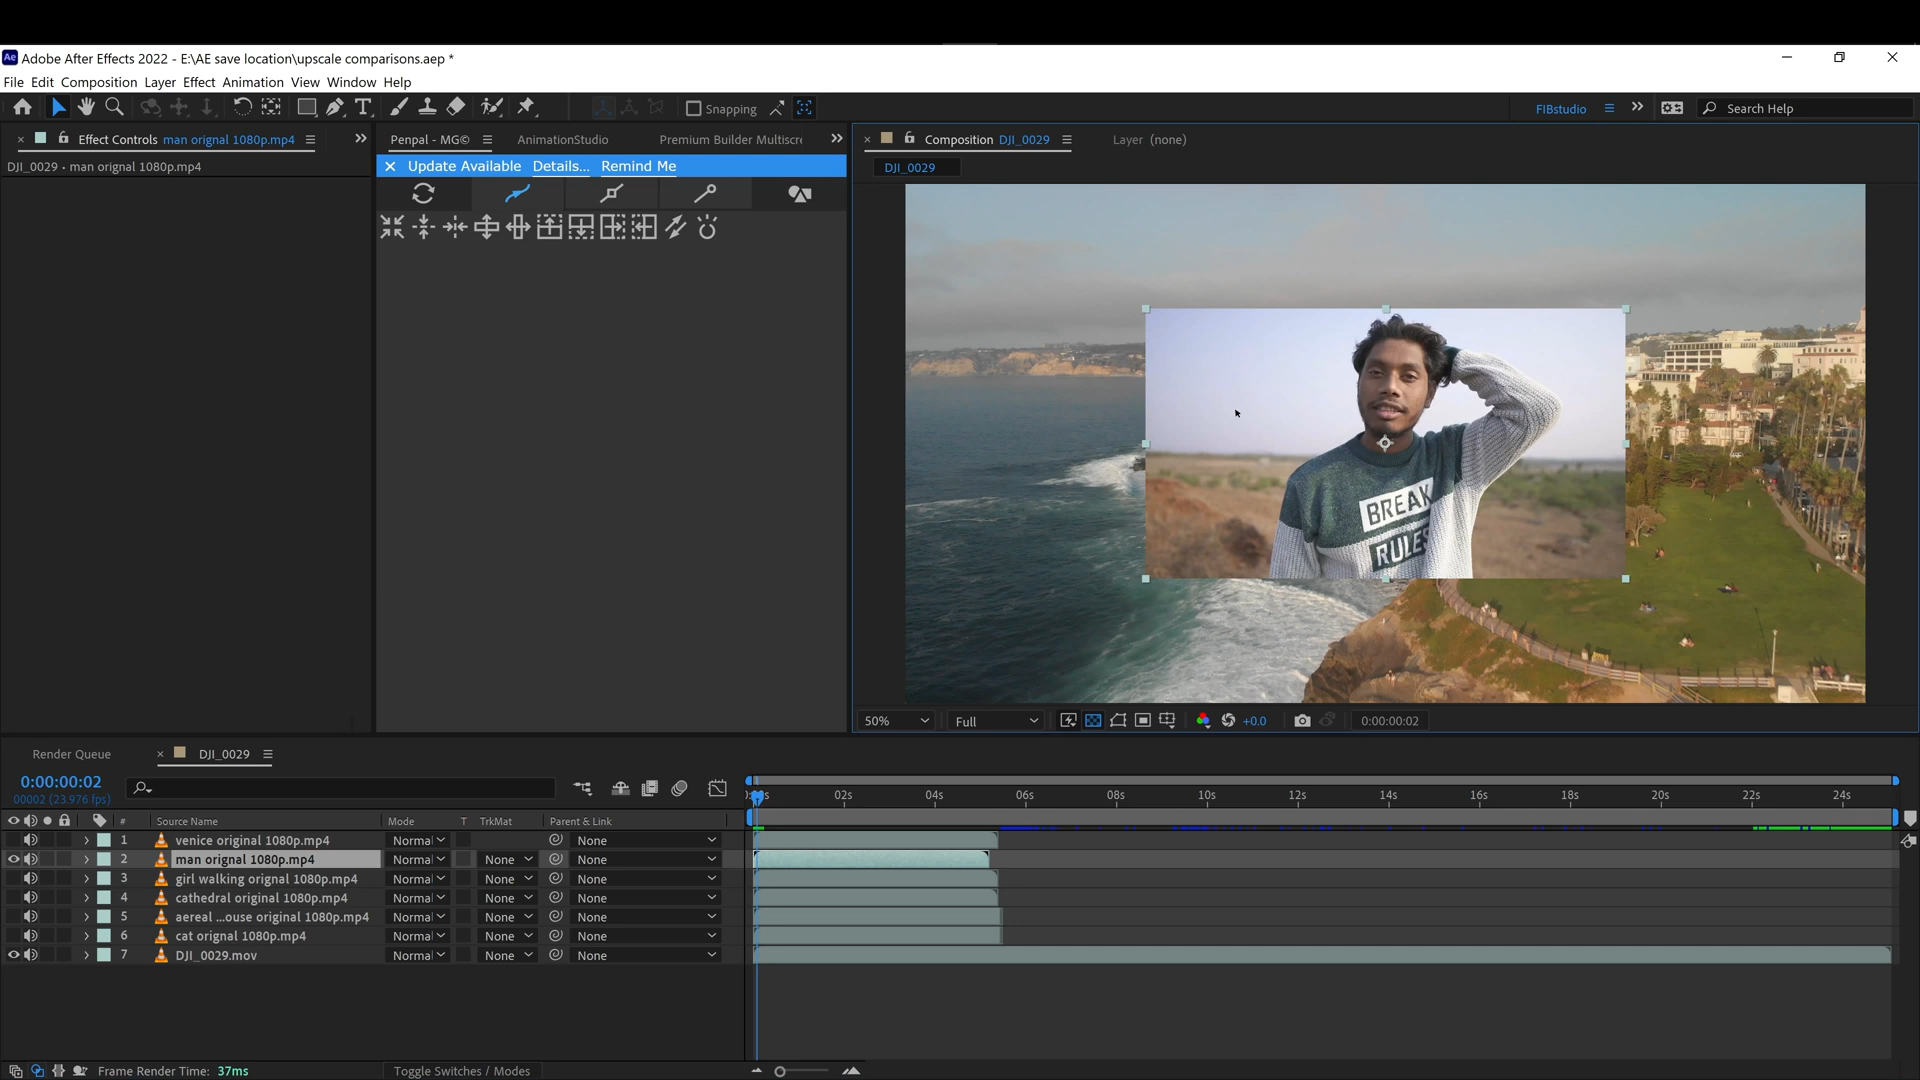 Adobe After Effects 2022 - E:\AE save location\upscale comparisons.aep *
File Edit Composition Layer Effect Animation View Window Help
Snapping
FIBstudio
Search Help
Effect Controls man orignal 1080p.mp4
Penpal - MG©
AnimationStudio
Premium Builder Multiscr
Composition DJI_0029
Layer (none)
DJI_0029 • man orignal 1080p.mp4
Update Available Details... Remind Me
DJI_0029
BREAK
RULES
50%
Full
+0.0
0:00:00:02
Render Queue
DJI_0029
0:00:00:02
00002 (23.976 fps)
02s 04s 06s 08s 10s 12s 14s 16s 18s 20s 22s 24s
# Source Name Mode T TrkMat Parent & Link
1 venice original 1080p.mp4 Normal None
2 man orignal 1080p.mp4 Normal None None
3 girl walking orignal 1080p.mp4 Normal None None
4 cathedral original 1080p.mp4 Normal None None
5 aereal ...ouse original 1080p.mp4 Normal None None
6 cat orignal 1080p.mp4 Normal None None
7 DJI_0029.mov Normal None None
Frame Render Time: 37ms
Toggle Switches / Modes